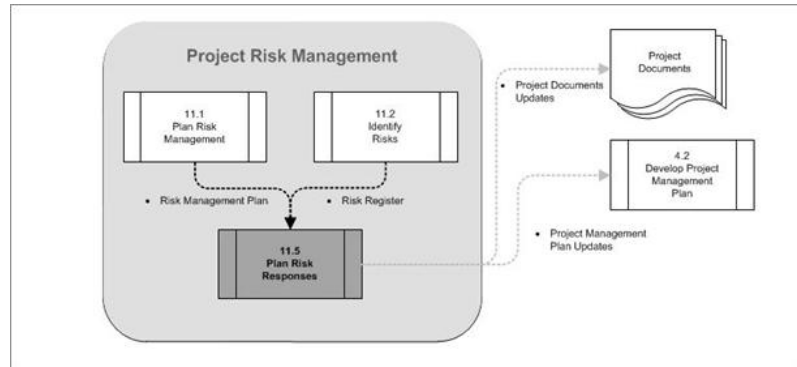 Project Risk Management
11.1
Plan Risk
Management
11.2
Identify
Risks
• Risk Management Plan
• Risk Register
11.5
Plan Risk
Responses
Project
Documents
• Project Documents
Updates
4.2
Develop Project
Management
Plan
• Project Management
Plan Updates